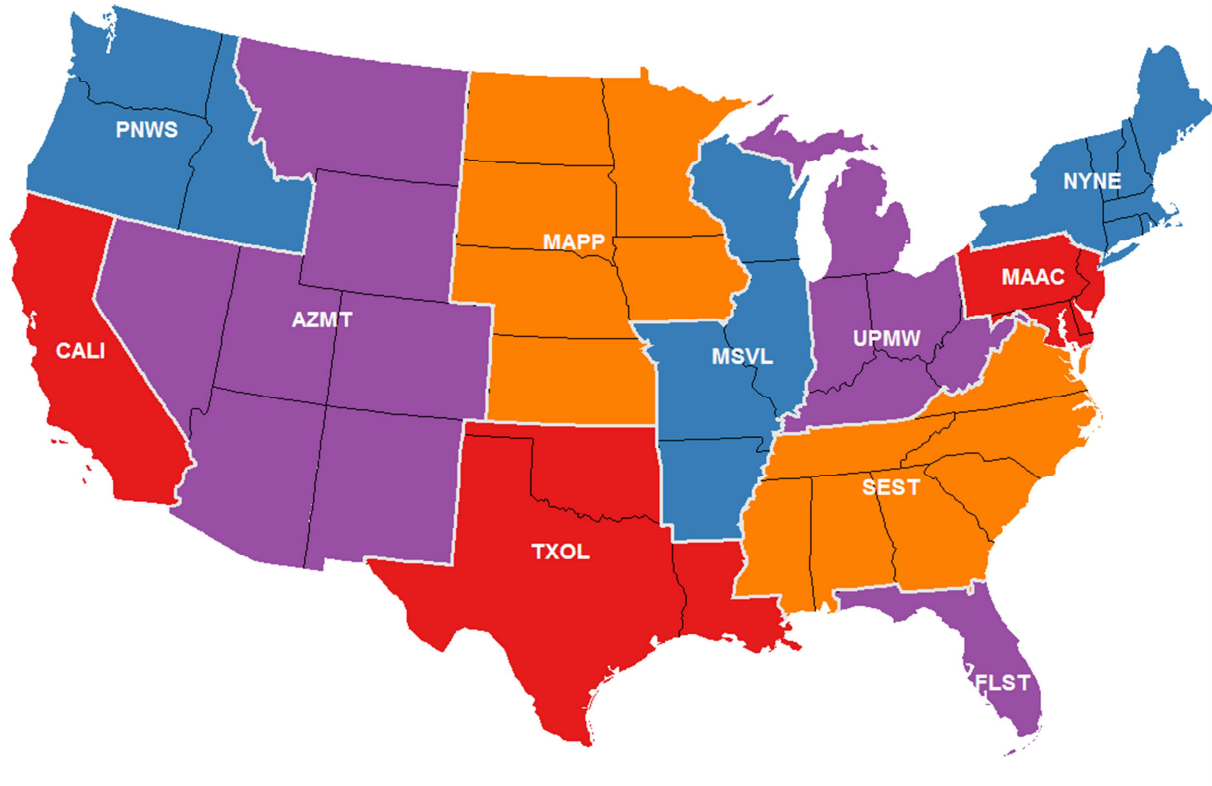 PNWS
NYNE
MAPP
MAAC
AZMT
UPMW
CALI
MSVL
SEST
TXOL
FLST